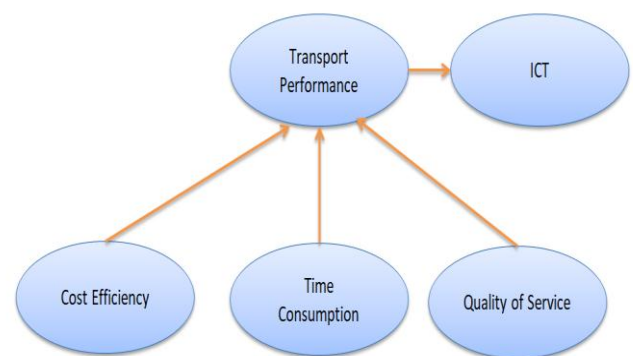 Transport
Performance
ICT
Cost Efficiency
Time
Consumption
Quality of Service